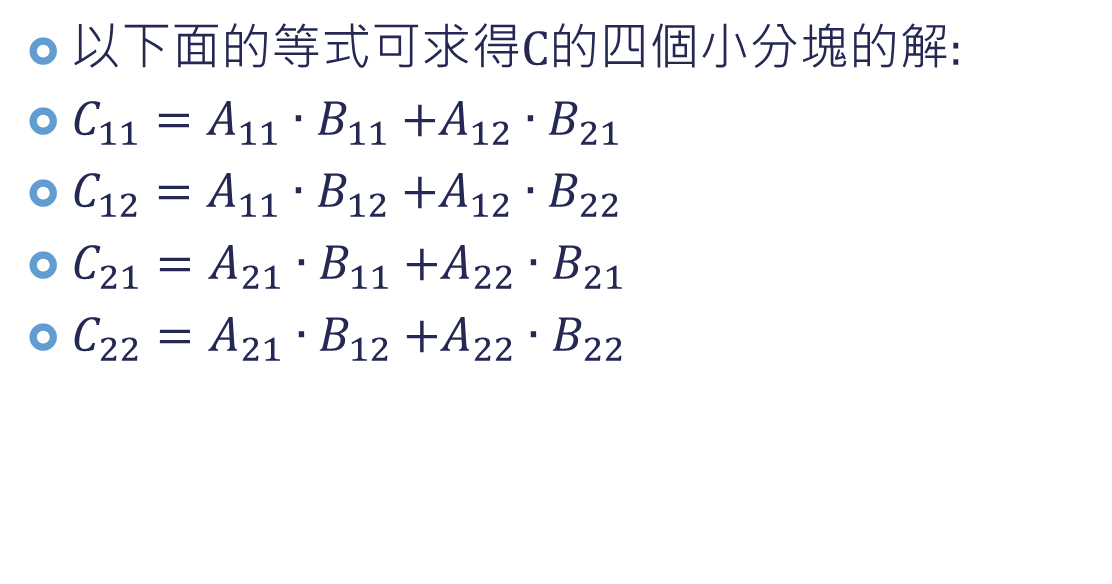 以下面的等式可求得C的四個小分塊的解:
C₁₁ = A₁₁ · B₁₁ +A₁₂ · B₂₁
C₁₂ = A₁₁ · B₁₂ +A₁₂ · B₂₂
C₂₁ = A₂₁ · B₁₁ +A₂₂ · B₂₁
C₂₂ = A₂₁ · B₁₂ +A₂₂ · B₂₂